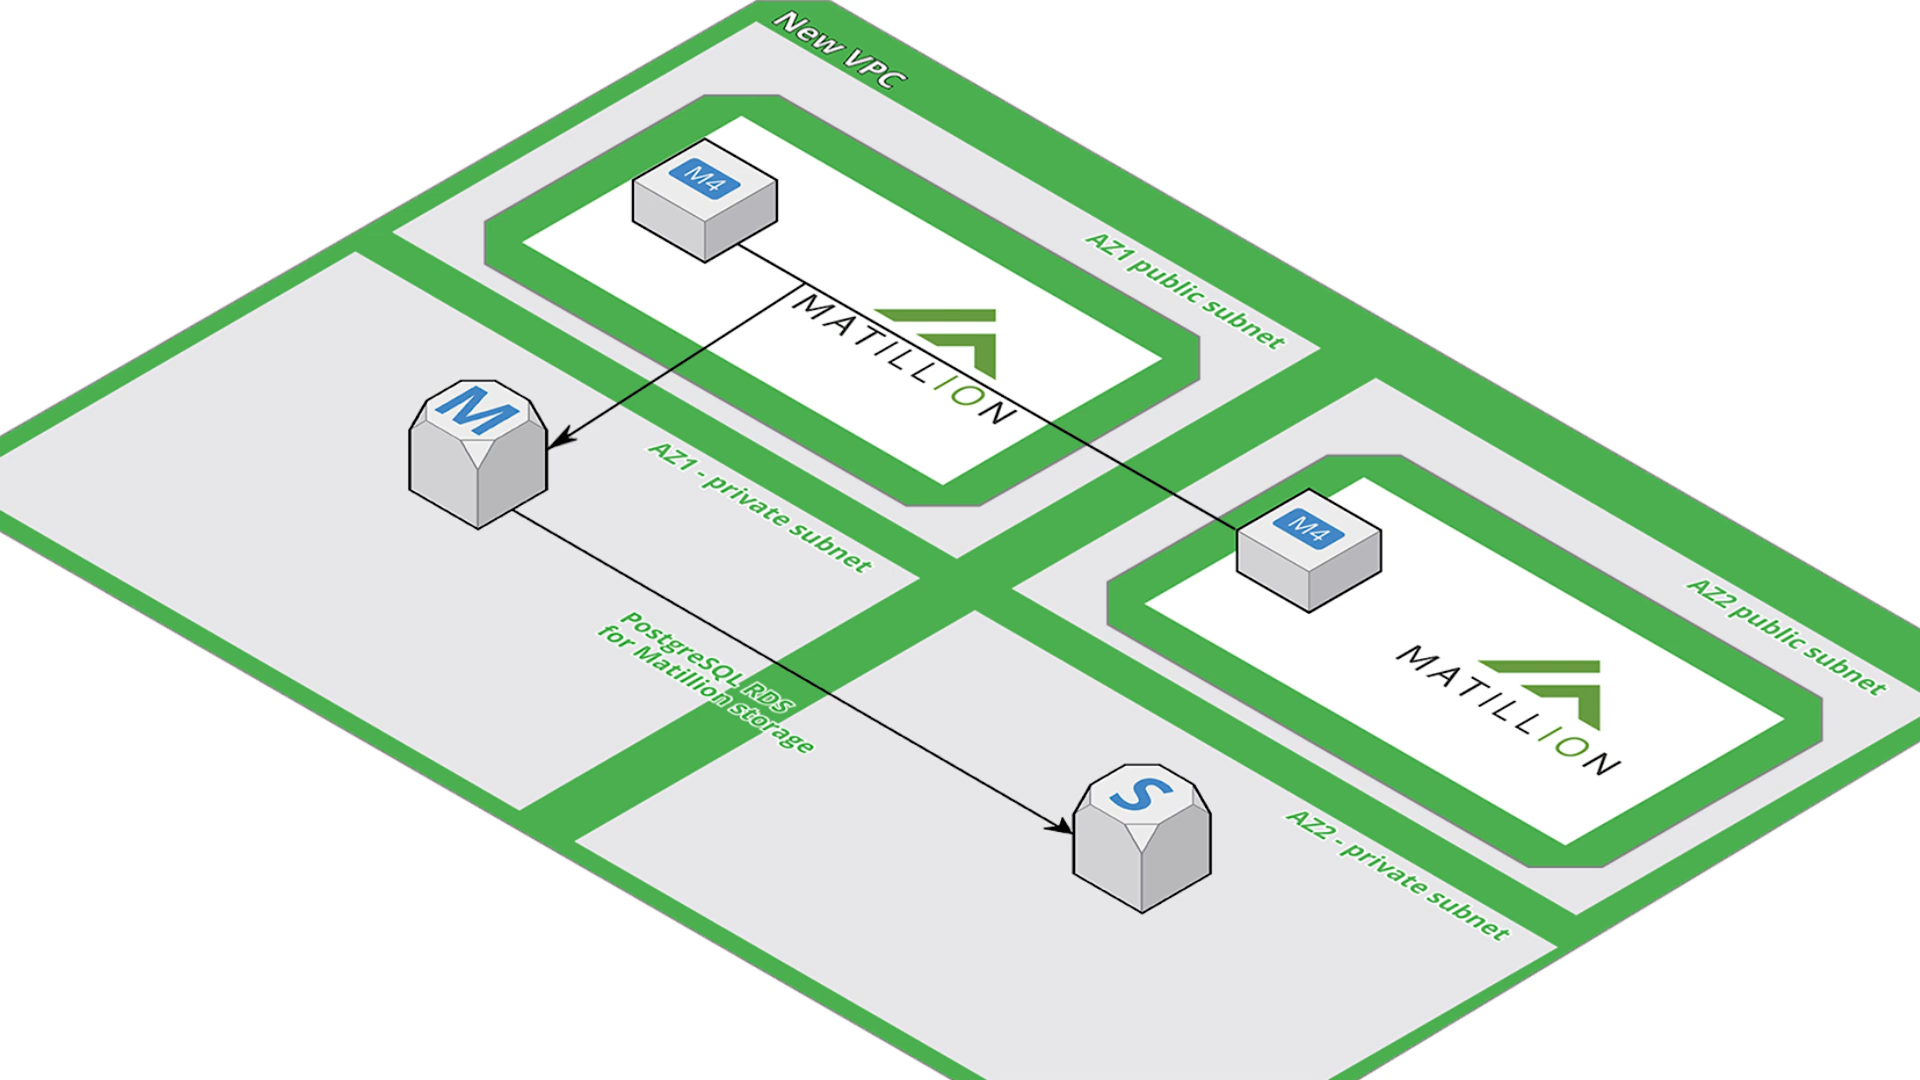 New VPC
M4
AZ1 public subnet
MATILLION
M
AZ1 - private subnet
M4
AZ2 public subnet
MATILLION
PostgreSQL RDS
for Matillion storage
S
AZ2 - private subnet